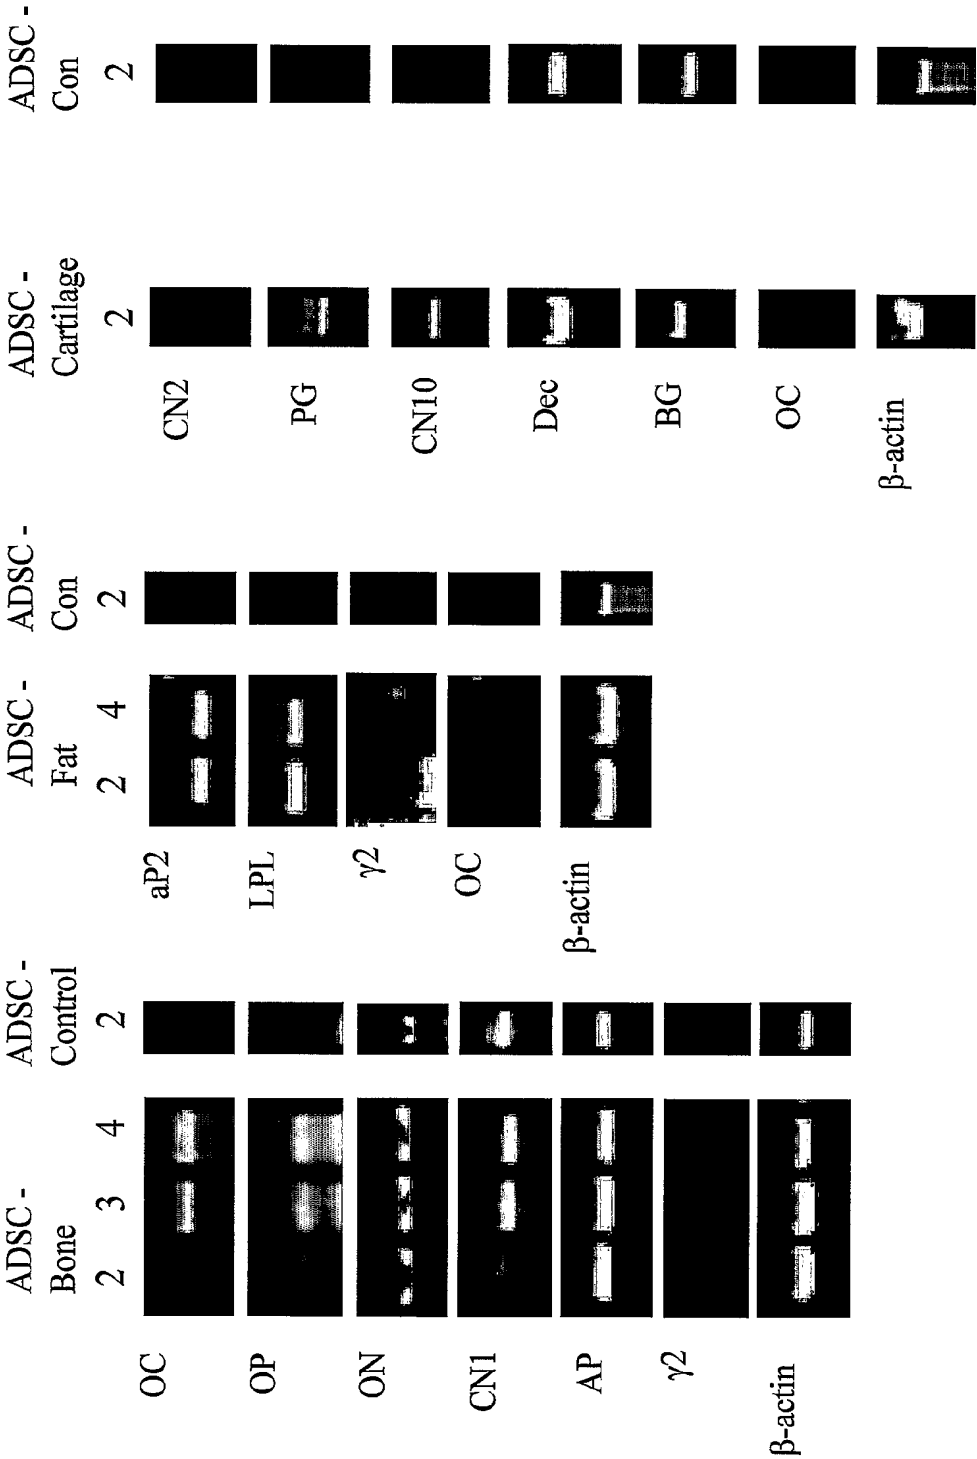 ADSC -
Bone
2 3 4
ADSC -
Control
2
OC
OP
ON
CN1
AP
γ2
β-actin
ADSC -
Fat
2 4
ADSC -
Con
2
aP2
LPL
γ2
OC
β-actin
ADSC -
Cartilage
2
ADSC -
Con
2
CN2
PG
CN10
Dec
BG
OC
β-actin